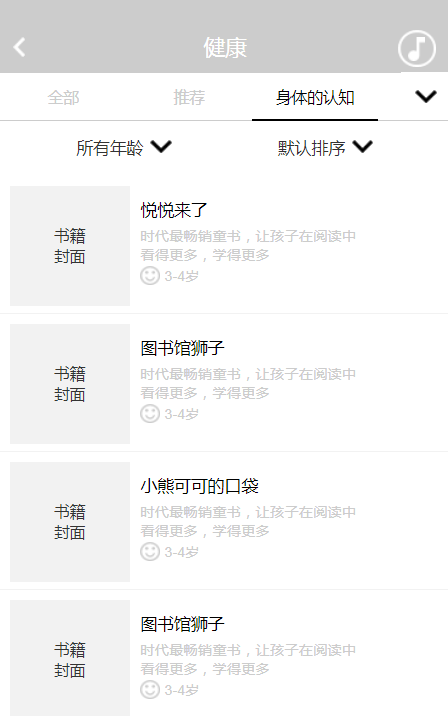 健康
全部 推荐 身体的认知
所有年龄 默认排序
书籍
封面
悦悦来了
时代最畅销童书，让孩子在阅读中
看得更多，学得更多
3-4岁
书籍
封面
图书馆狮子
时代最畅销童书，让孩子在阅读中
看得更多，学得更多
3-4岁
书籍
封面
小熊可可的口袋
时代最畅销童书，让孩子在阅读中
看得更多，学得更多
3-4岁
书籍
封面
图书馆狮子
时代最畅销童书，让孩子在阅读中
看得更多，学得更多
3-4岁